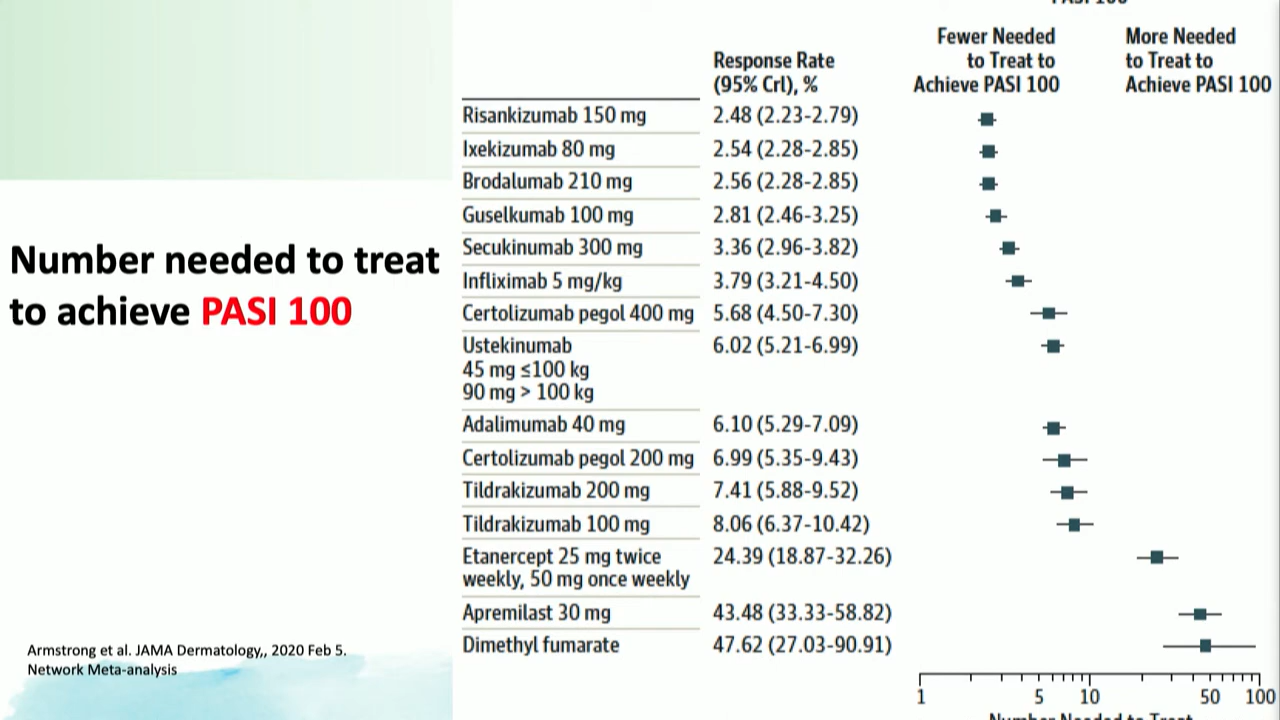 PASI 100
Fewer Needed
to Treat to
Achieve PASI 100
More Needed
to Treat to
Achieve PASI 100
Response Rate
(95% Crl), %
Risankizumab 150 mg 2.48 (2.23-2.79)
Ixekizumab 80 mg 2.54 (2.28-2.85)
Brodalumab 210 mg 2.56 (2.28-2.85)
Guselkumab 100 mg 2.81 (2.46-3.25)
Secukinumab 300 mg 3.36 (2.96-3.82)
Infliximab 5 mg/kg 3.79 (3.21-4.50)
Certolizumab pegol 400 mg 5.68 (4.50-7.30)
Ustekinumab 6.02 (5.21-6.99)
45 mg ≤100 kg
90 mg > 100 kg
Adalimumab 40 mg 6.10 (5.29-7.09)
Certolizumab pegol 200 mg 6.99 (5.35-9.43)
Tildrakizumab 200 mg 7.41 (5.88-9.52)
Tildrakizumab 100 mg 8.06 (6.37-10.42)
Etanercept 25 mg twice 24.39 (18.87-32.26)
weekly, 50 mg once weekly
Apremilast 30 mg 43.48 (33.33-58.82)
Dimethyl fumarate 47.62 (27.03-90.91)
1 5 10 50 100
Number Needed to Treat
Number needed to treat
to achieve PASI 100
Armstrong et al. JAMA Dermatology,, 2020 Feb 5.
Network Meta-analysis